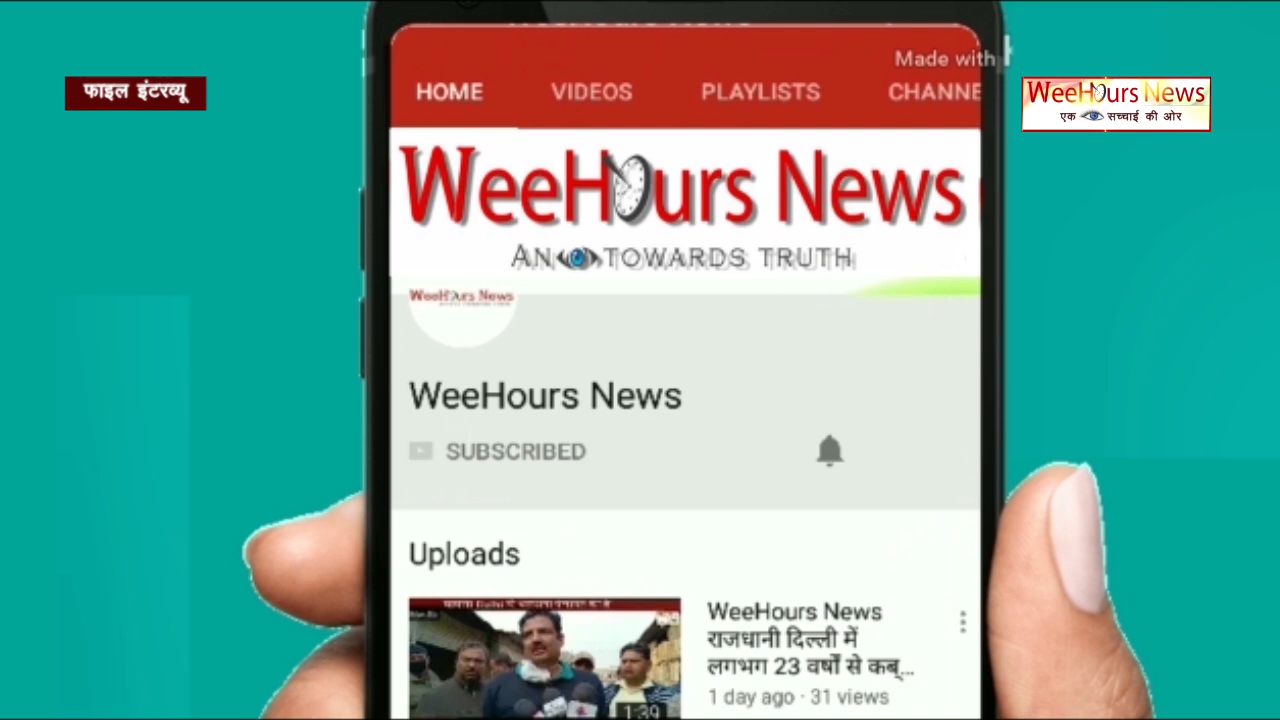 Made with
फाइल इंटरव्यू
HOME VIDEOS PLAYLISTS CHANNE
WeeHours News
एक सच्चाई की ओर
WeeHours News
AN TOWARDS TRUTH
WeeHours News
WeeHours News
SUBSCRIBED
Uploads
WeeHours News
राजधानी दिल्ली में
लगभग 23 वर्षों से कब्...
1 day ago · 31 views
1:39